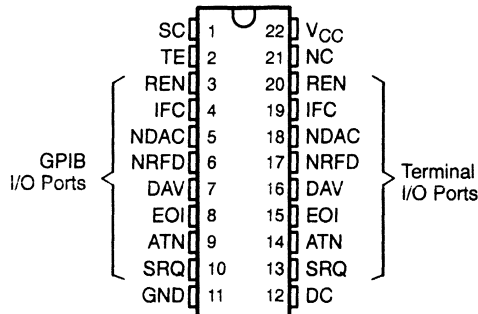 SC 1 22 VCC
TE 2 21 NC
REN 3 20 REN
IFC 4 19 IFC
NDAC 5 18 NDAC
GPIB I/O Ports
NRFD 6 17 NRFD
Terminal I/O Ports
DAV 7 16 DAV
EOI 8 15 EOI
ATN 9 14 ATN
SRQ 10 13 SRQ
GND 11 12 DC